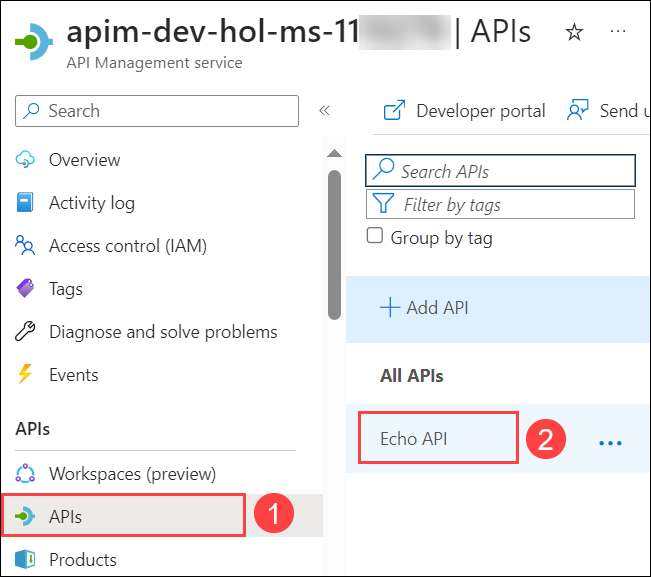 apim-dev-hol-ms-11 | APIs
API Management service
Search
Overview
Activity log
Access control (IAM)
Tags
Diagnose and solve problems
Events
APIs
Workspaces (preview)
APIs 1
Products
Developer portal Send u
Search APIs
Filter by tags
Group by tag
Add API
All APIs
Echo API 2